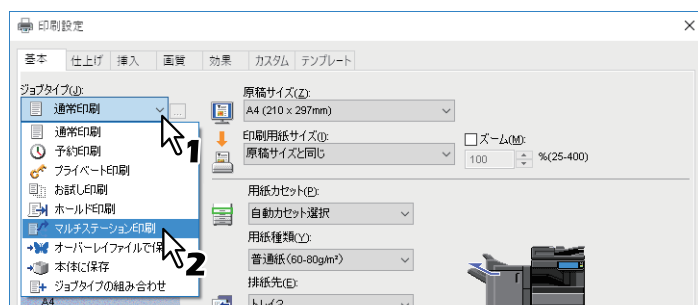 印刷設定
基本 仕上げ 挿入 画質 効果 カスタム テンプレート
ジョブタイプ(J):
通常印刷
...
通常印刷
予約印刷
プライベート印刷
お試し印刷
ホールド印刷
マルチステーション印刷
オーバーレイファイルで保
本体に保存
ジョブタイプの組み合わせ
A4
1
2
原稿サイズ(Z):
A4 (210 x 297mm)
印刷用紙サイズ(I):
原稿サイズと同じ
ズーム(M):
100 %(25-400)
用紙カセット(P):
自動カセット選択
用紙種類(Y):
普通紙(60-80g/m²)
排紙先(E):
トレイ2